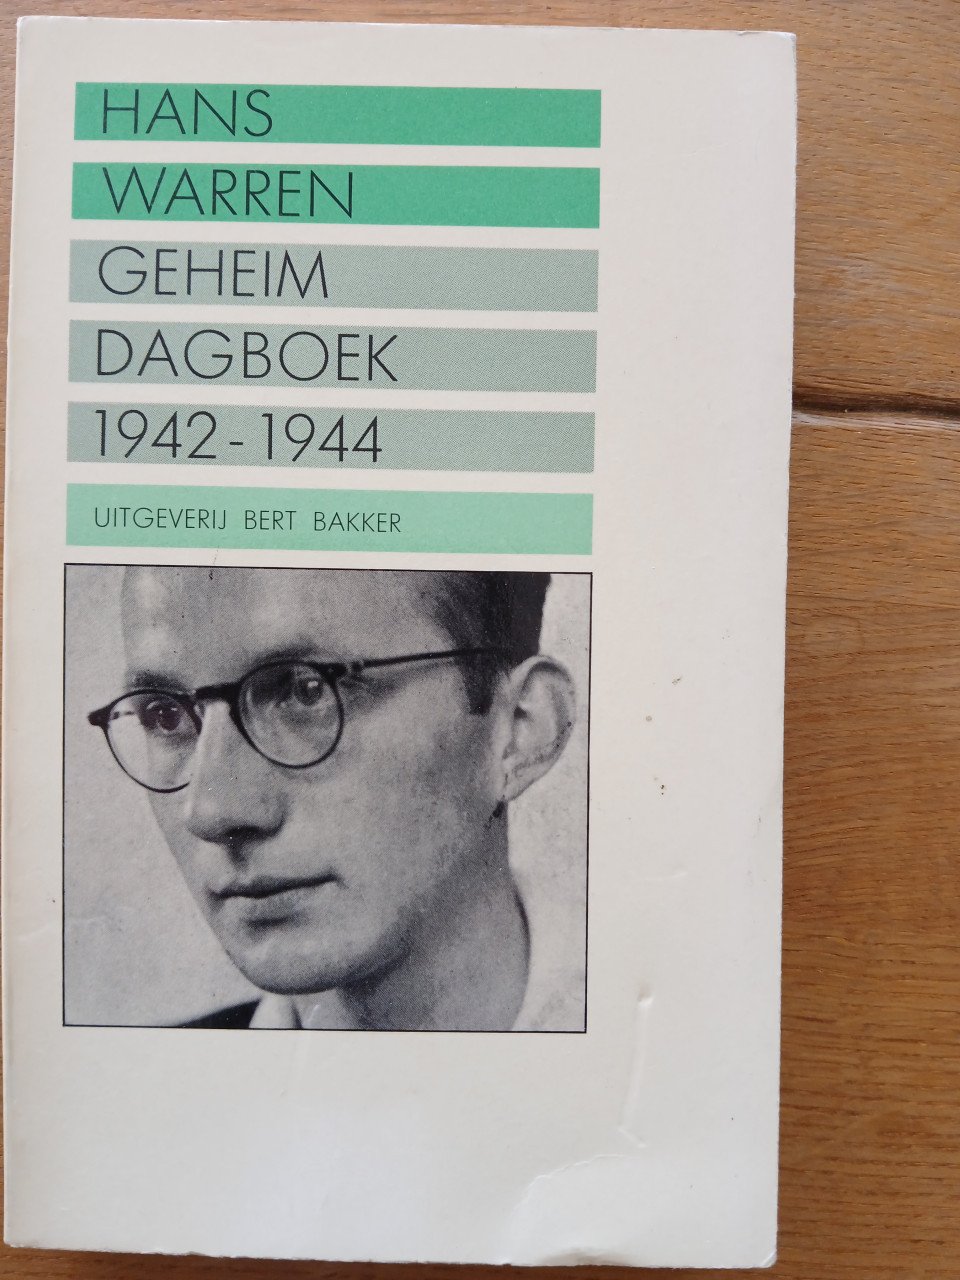 HANS
WARREN
GEHEIM
DAGBOEK
1942-1944
UITGEVERIJ BERT BAKKER